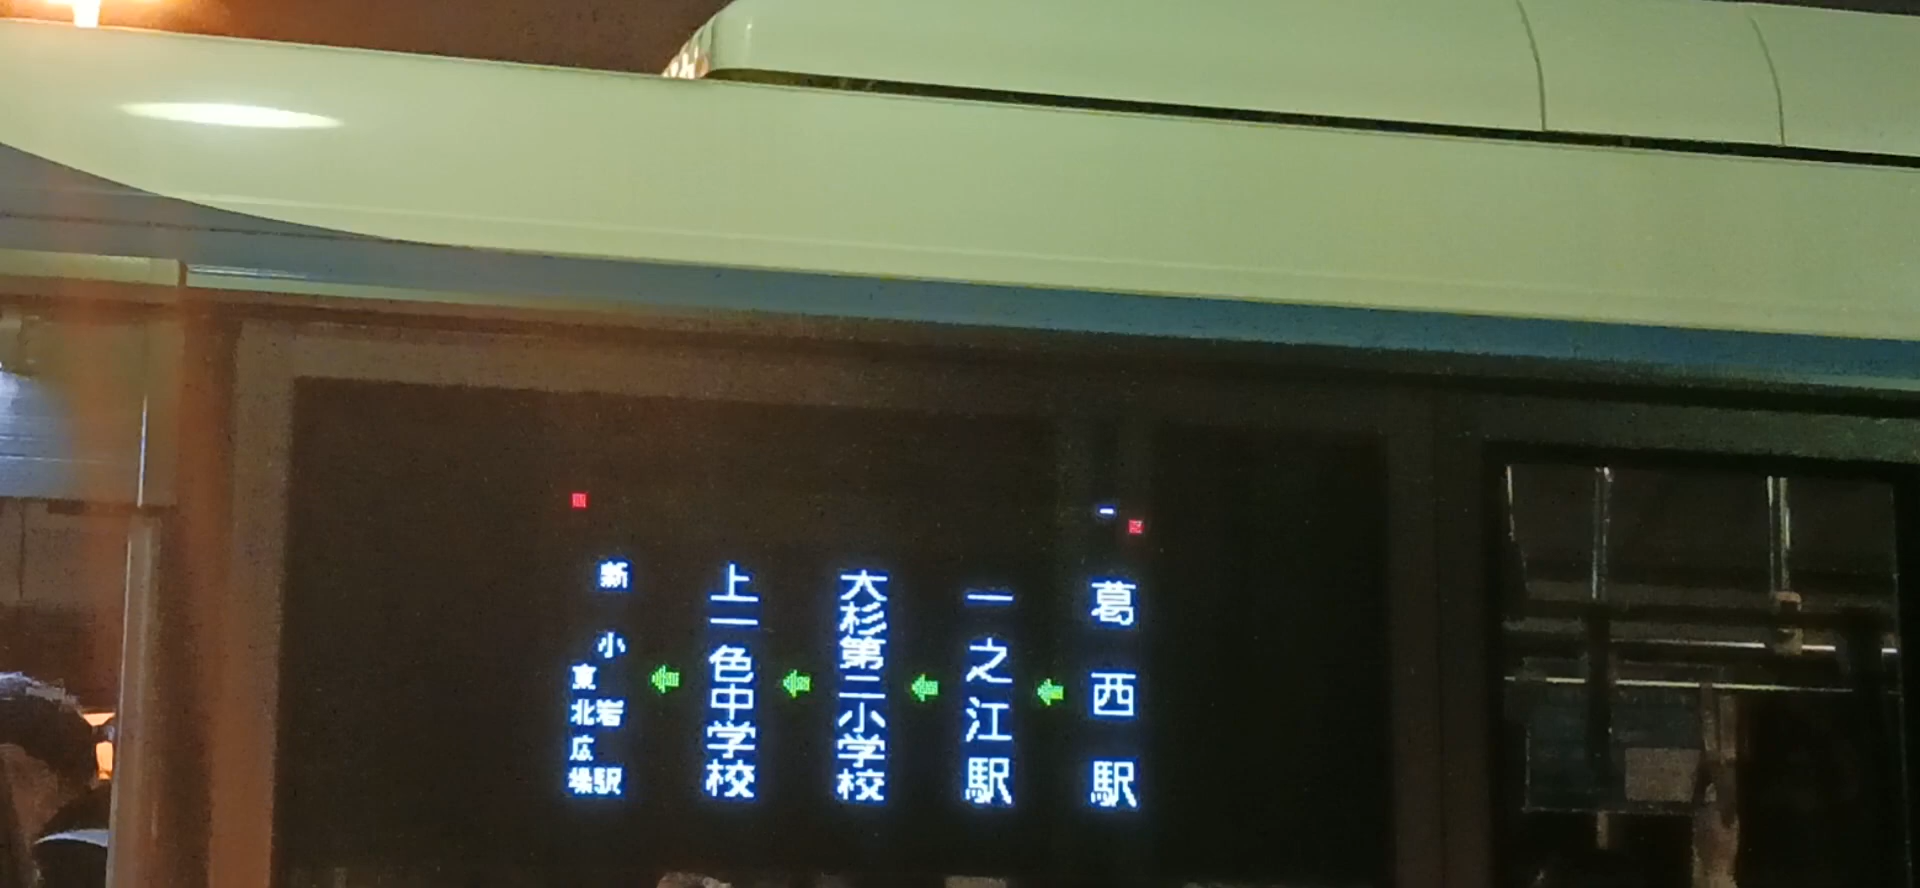 葛西駅
一之江駅
大杉第二小学校
上一色中学校
新小岩駅
東北広場